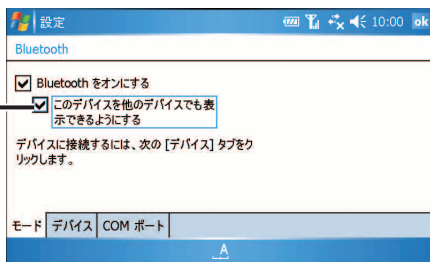 設定 10:00 ok
Bluetooth
Bluetooth をオンにする
このデバイスを他のデバイスでも表
示できるようにする
デバイスに接続するには、次の [デバイス] タブをク
リックします。
モード デバイス COM ポート
A